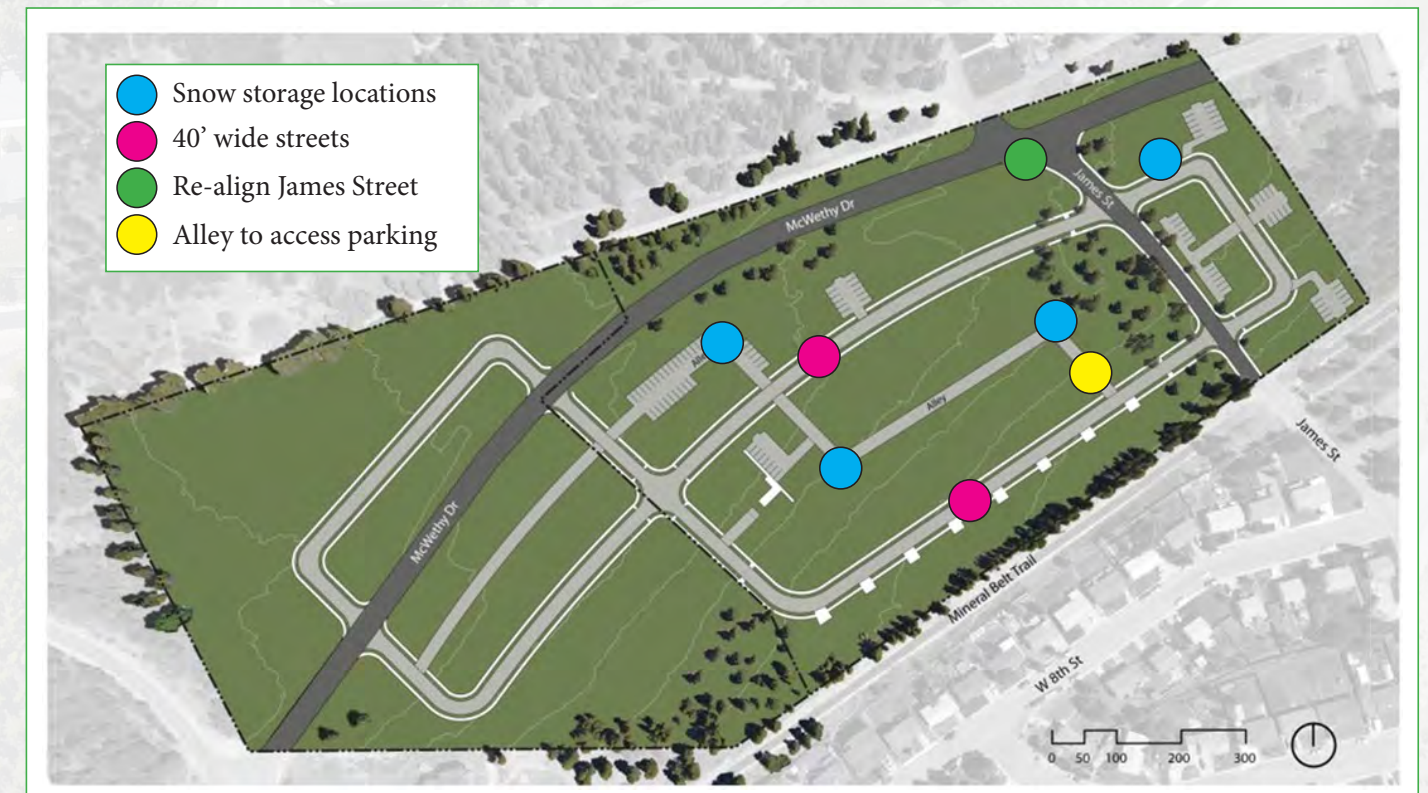 Snow storage locations
40’ wide streets
Re-align James Street
Alley to access parking
McWethy Dr
James St
Alley
McWethy Dr
James St
Mineral Belt Trail
W 8th St
0 50 100 200 300